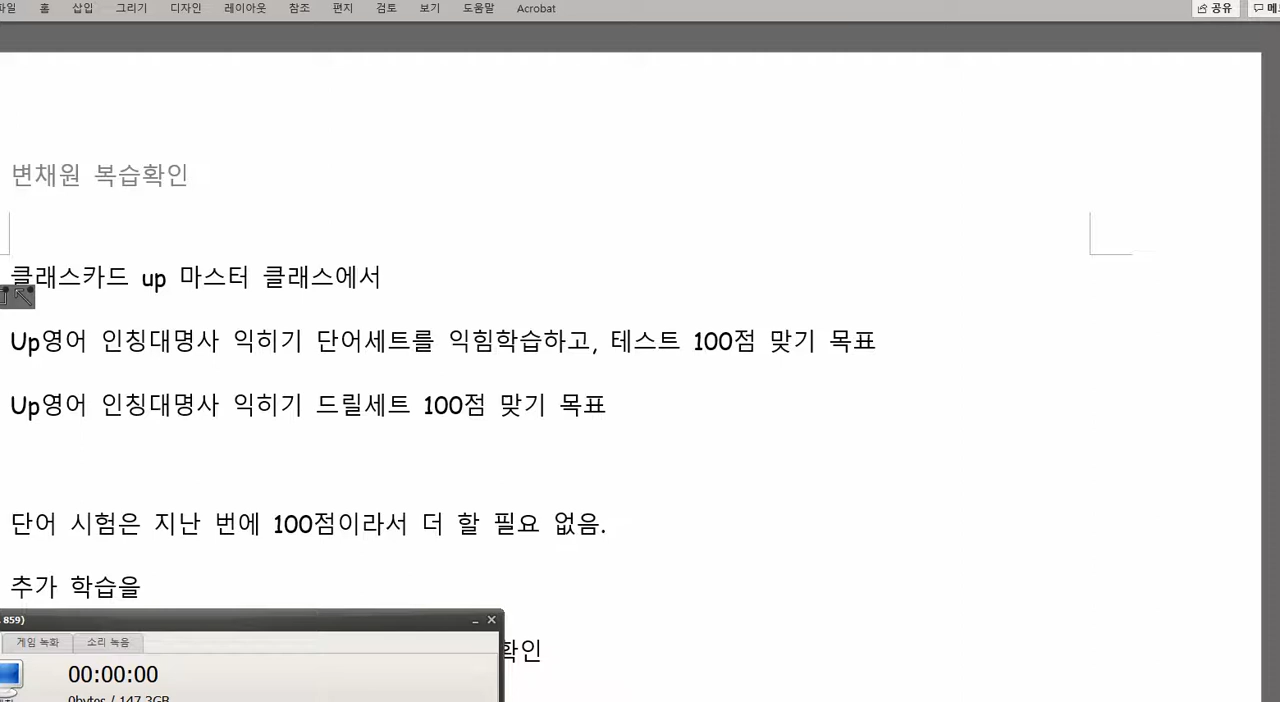 홈 삽입 그리기 디자인 레이아웃 참조 편지 검토 보기 도움말 Acrobat 공유
변채원 복습확인
클래스카드 up 마스터 클래스에서
Up영어 인칭대명사 익히기 단어세트를 익힘학습하고, 테스트 100점 맞기 목표
Up영어 인칭대명사 익히기 드릴세트 100점 맞기 목표
단어 시험은 지난 번에 100점이라서 더 할 필요 없음.
추가 학습을
859)
게임 녹화 소리 녹음
확인
00:00:00
0bytes / 147.3GB